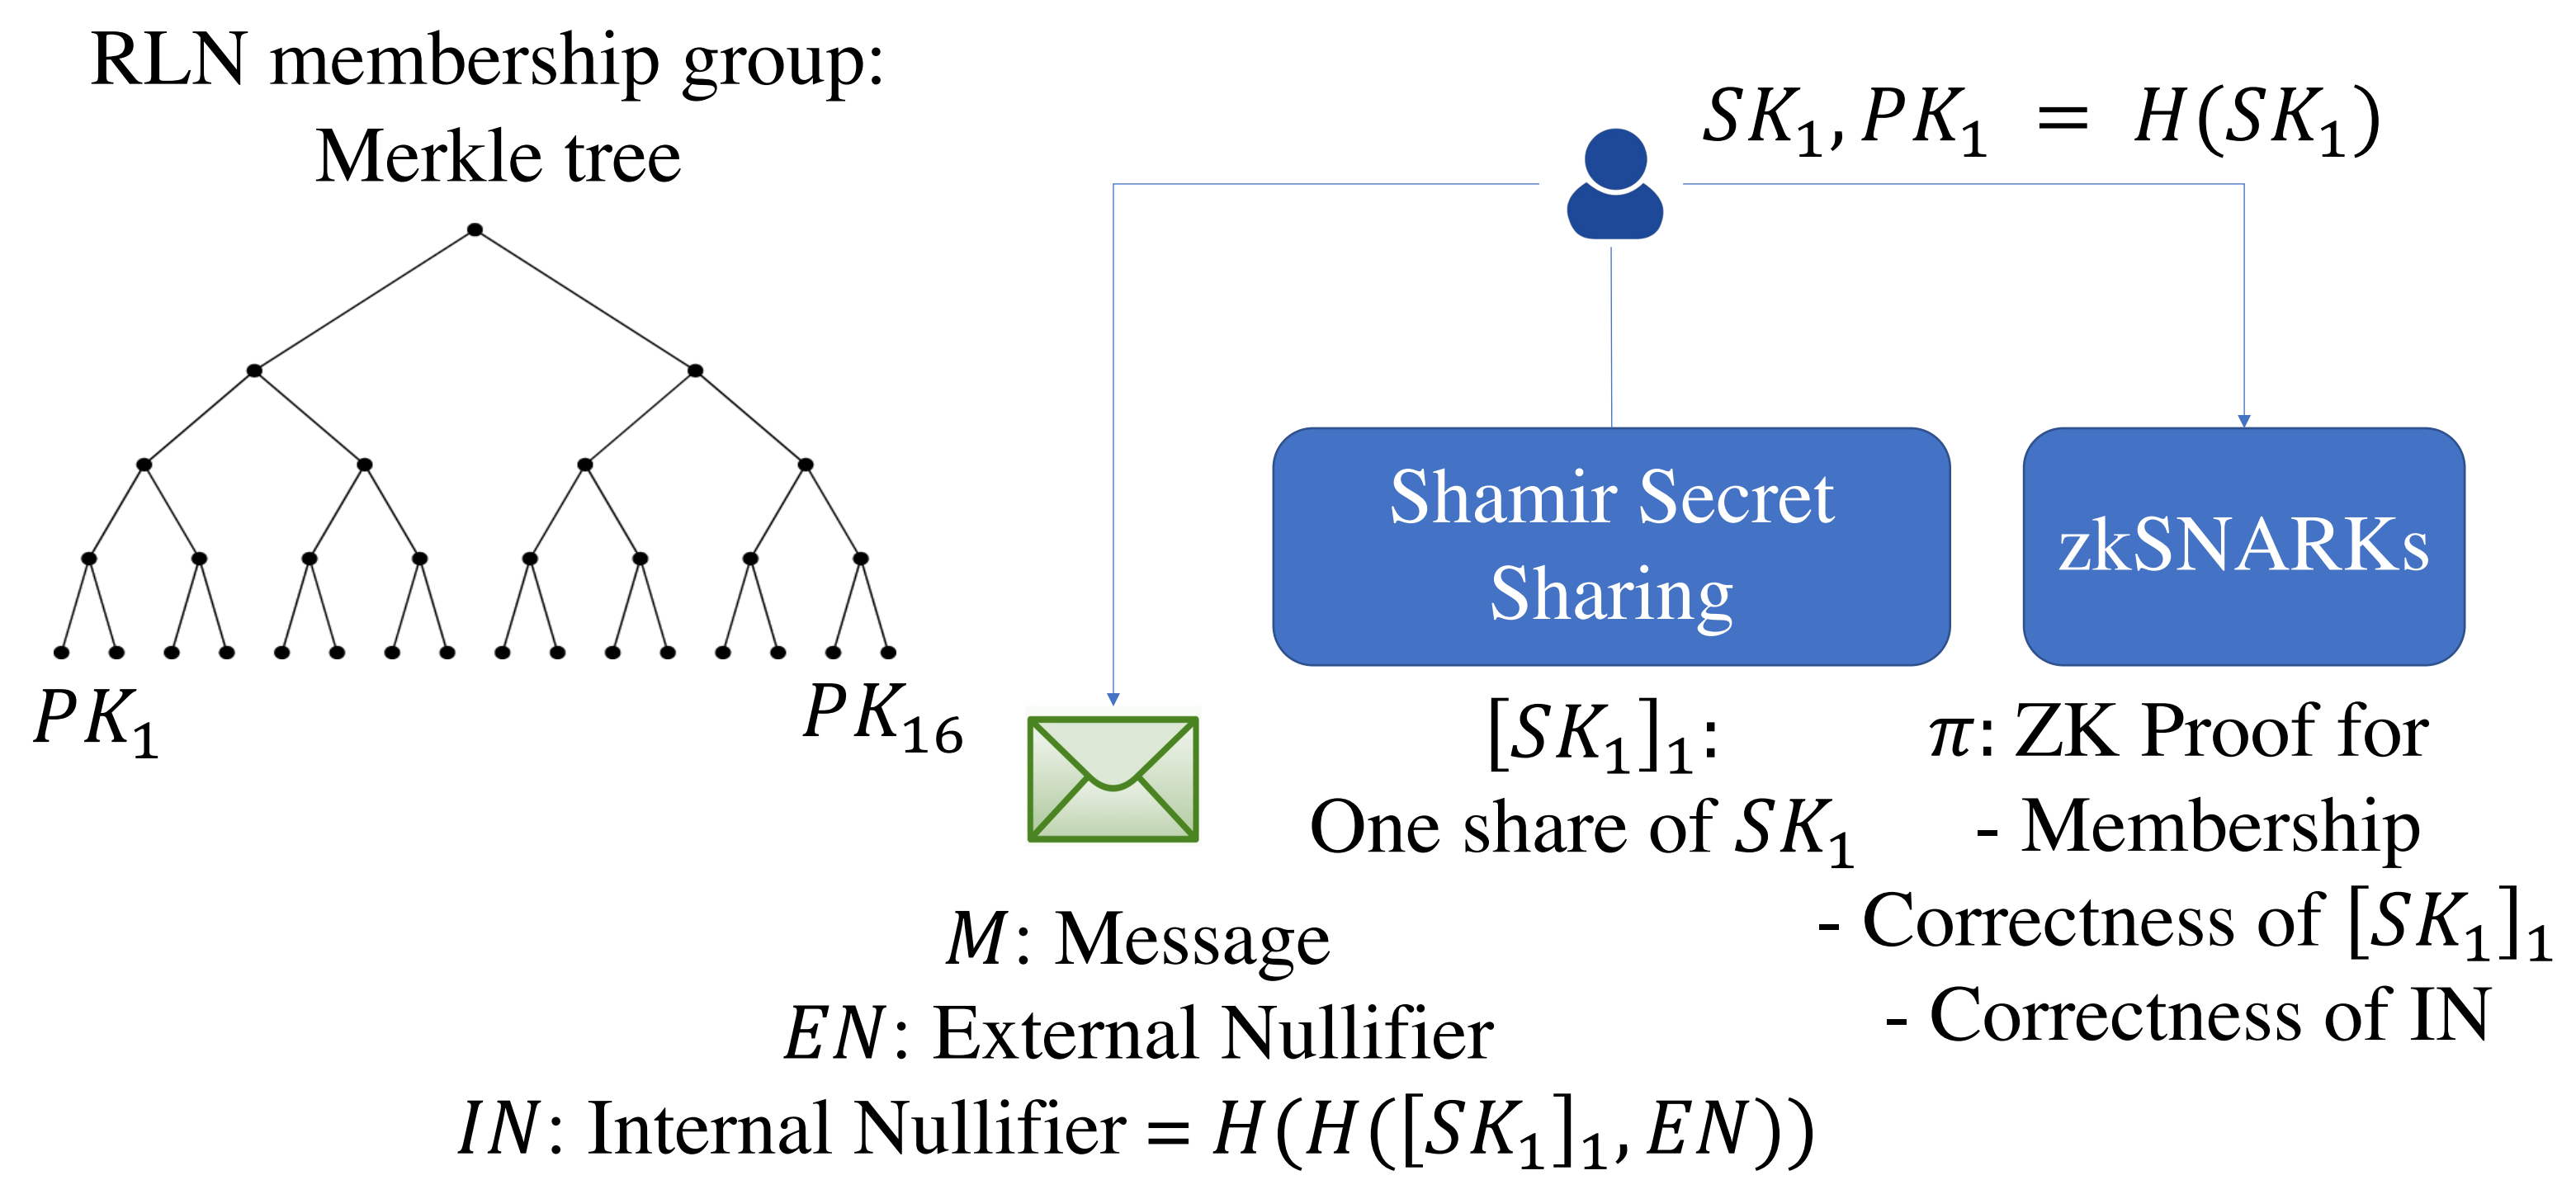 RLN membership group:
Merkle tree
PK₁
PK₁₆
SK₁, PK₁ = H(SK₁)
Shamir Secret
Sharing
zkSNARKs
[SK₁]₁:
One share of SK₁
π: ZK Proof for
- Membership
- Correctness of [SK₁]₁
- Correctness of IN
M: Message
EN: External Nullifier
IN: Internal Nullifier = H(H([SK₁]₁, EN))